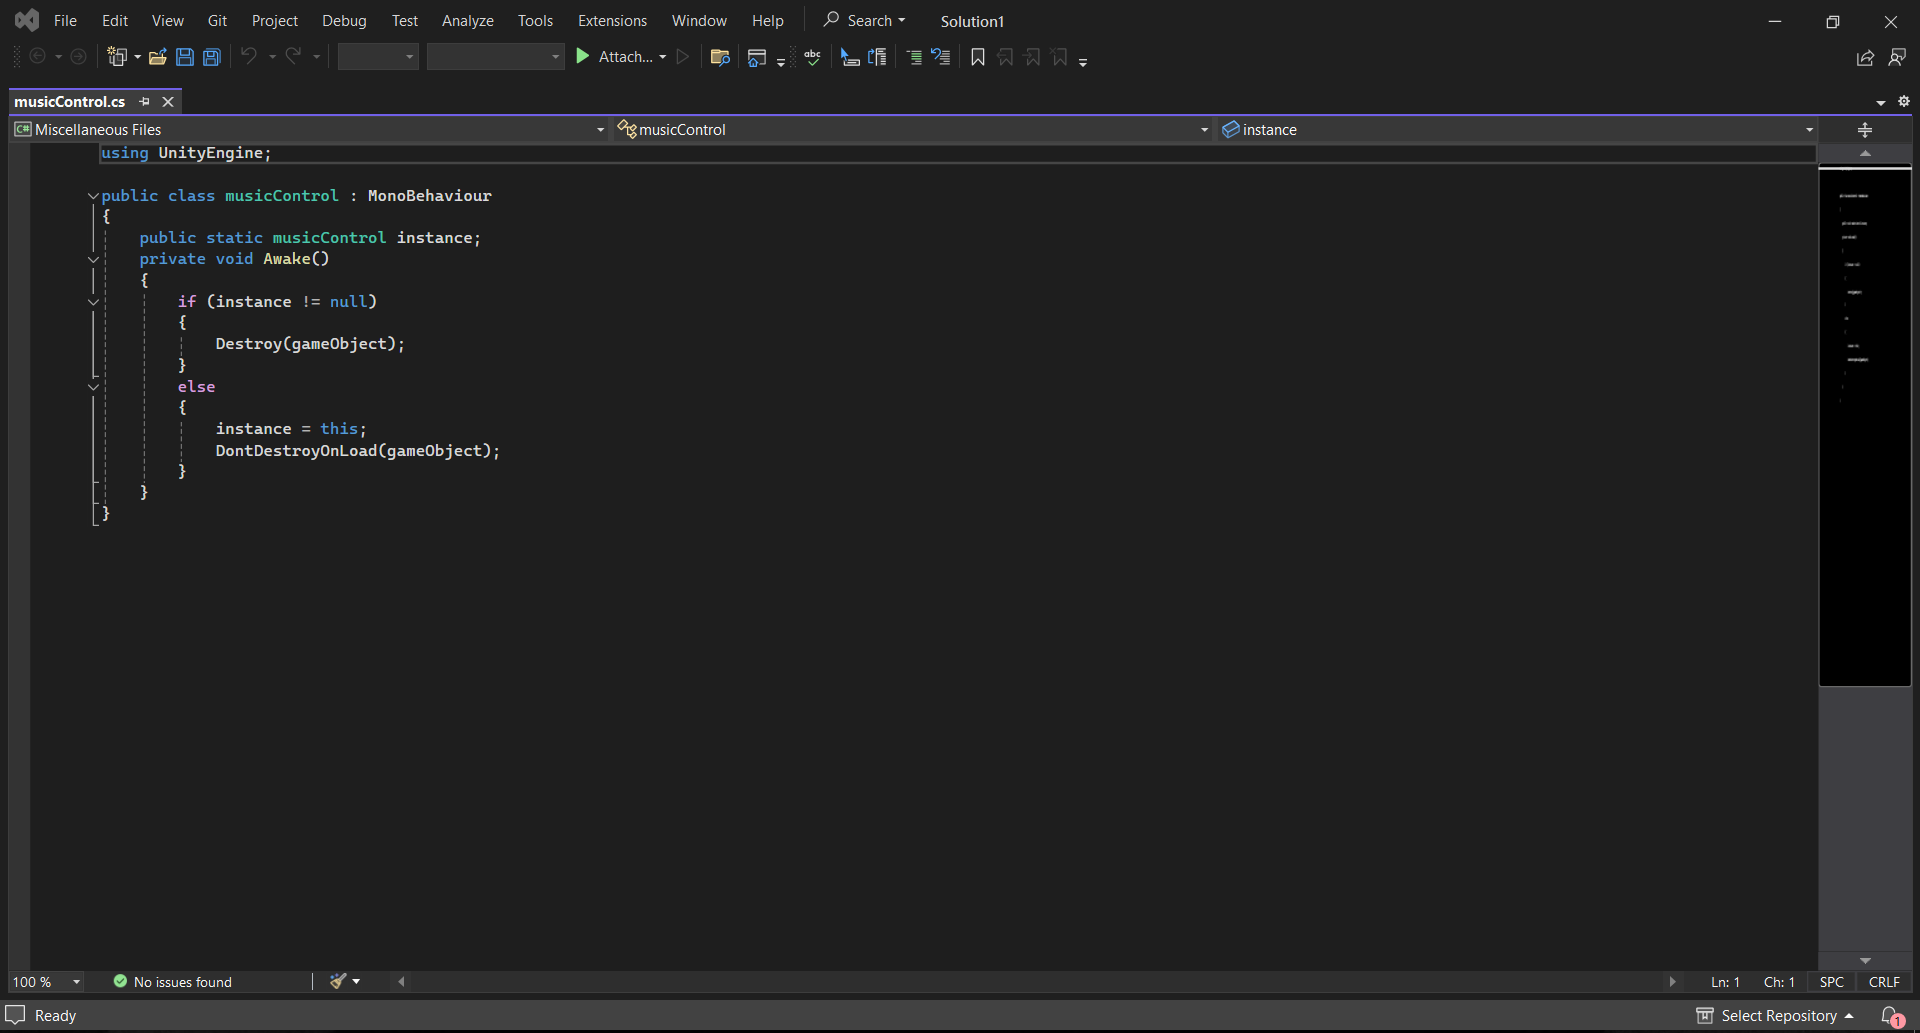 File Edit View Git Project Debug Test Analyze Tools Extensions Window Help Search Solution1
Attach... abc
musicControl.cs
C# Miscellaneous Files musicControl instance
using UnityEngine;
public class musicControl : MonoBehaviour
{
public static musicControl instance;
private void Awake()
{
if (instance != null)
{
Destroy(gameObject);
}
else
{
instance = this;
DontDestroyOnLoad(gameObject);
}
}
}
100 % No issues found Ln: 1 Ch: 1 SPC CRLF
Ready Select Repository 1